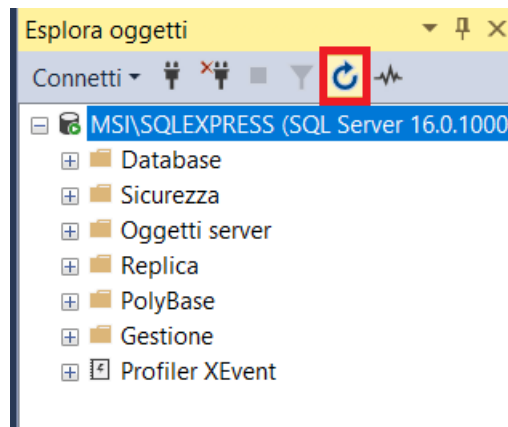 Esplora oggetti
Connetti
MSI\SQLEXPRESS (SQL Server 16.0.1000
Database
Sicurezza
Oggetti server
Replica
PolyBase
Gestione
Profiler XEvent